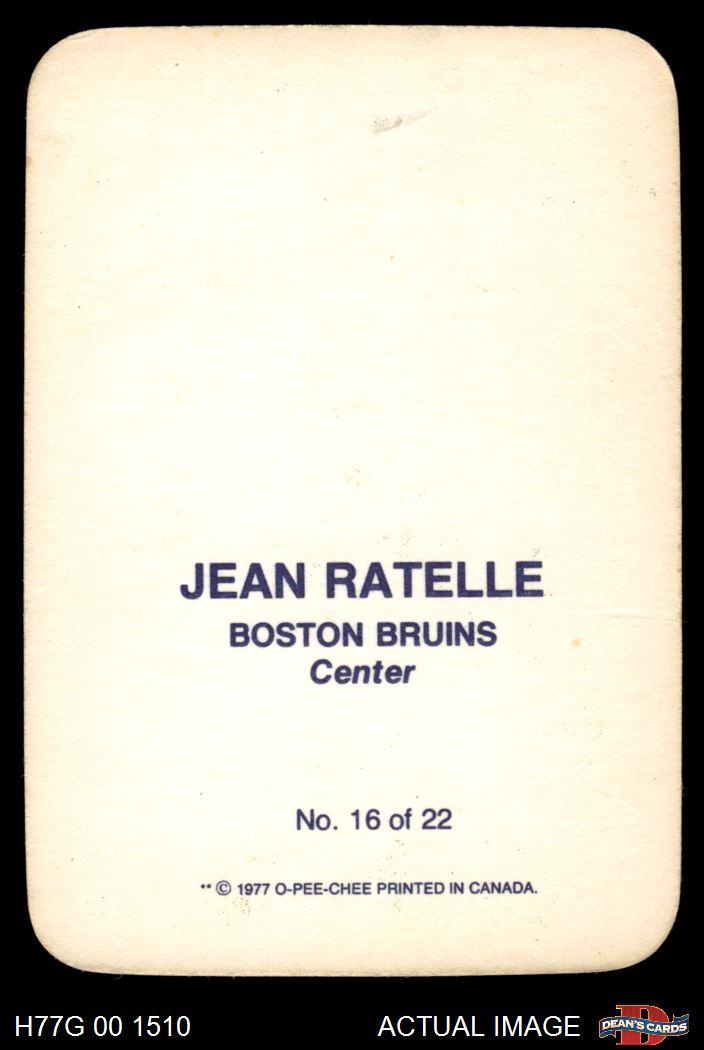 JEAN RATELLE
BOSTON BRUINS
Center
No. 16 of 22
** © 1977 O-PEE-CHEE PRINTED IN CANADA.
H77G 00 1510
ACTUAL IMAGE
D
DEAN'S CARDS